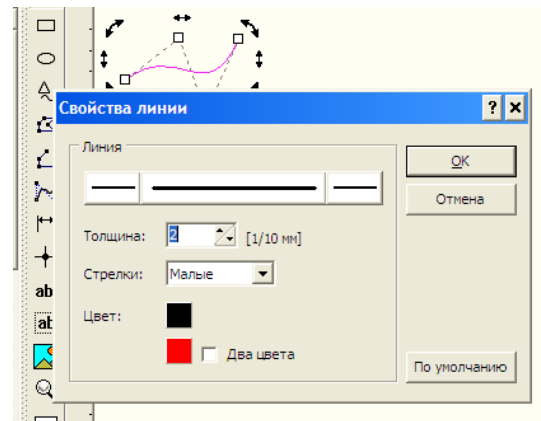 Свойства линии
Линия
OK
Отмена
Толщина: 2 [1/10 мм]
Стрелки: Малые
Цвет:
Два цвета
По умолчанию
ab
ab